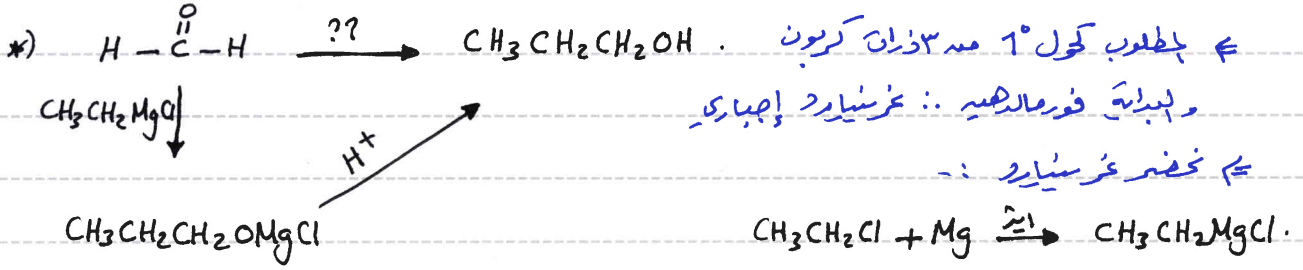 *) H – C – H ?? → CH3CH2CH2OH . ⇐ المطلوب كحول 1° من ٣ ذرات كربون
O
CH3CH2MgCl والبداية فورمالدهيد ∴ غرينيارد إجباري
H+ ⇐ نحضر غرينيارد :-
CH3CH2CH2OMgCl CH3CH2Cl + Mg إيثر → CH3CH2MgCl.